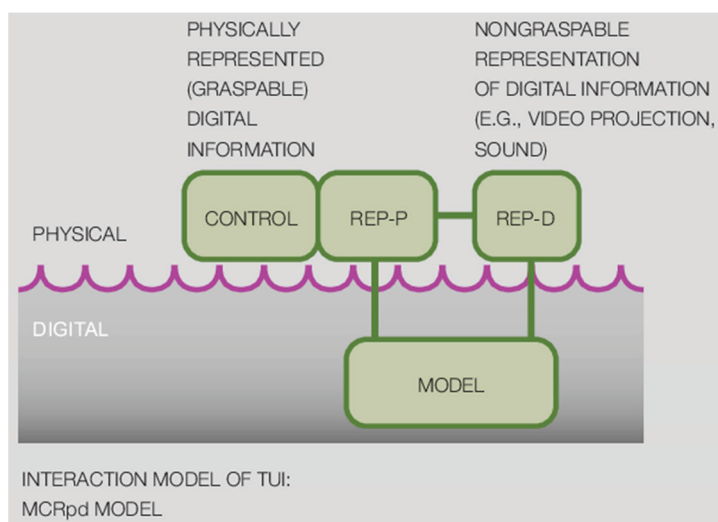 PHYSICALLY
REPRESENTED
(GRASPABLE)
DIGITAL
INFORMATION
NONGRASPABLE
REPRESENTATION
OF DIGITAL INFORMATION
(E.G., VIDEO PROJECTION,
SOUND)
CONTROL
REP-P
REP-D
PHYSICAL
DIGITAL
MODEL
INTERACTION MODEL OF TUI:
MCRpd MODEL